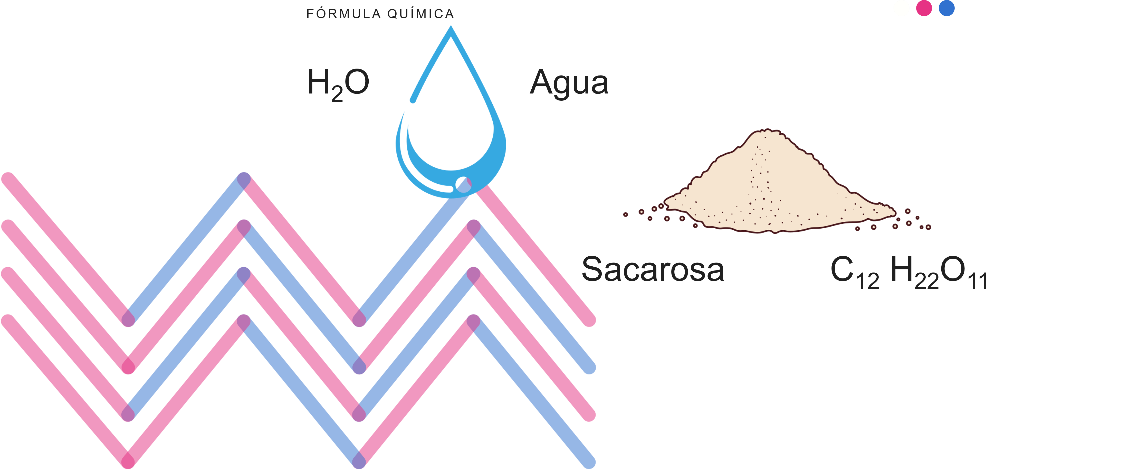 FÓRMULA QUÍMICA
H₂O Agua
Sacarosa C₁₂ H₂₂O₁₁